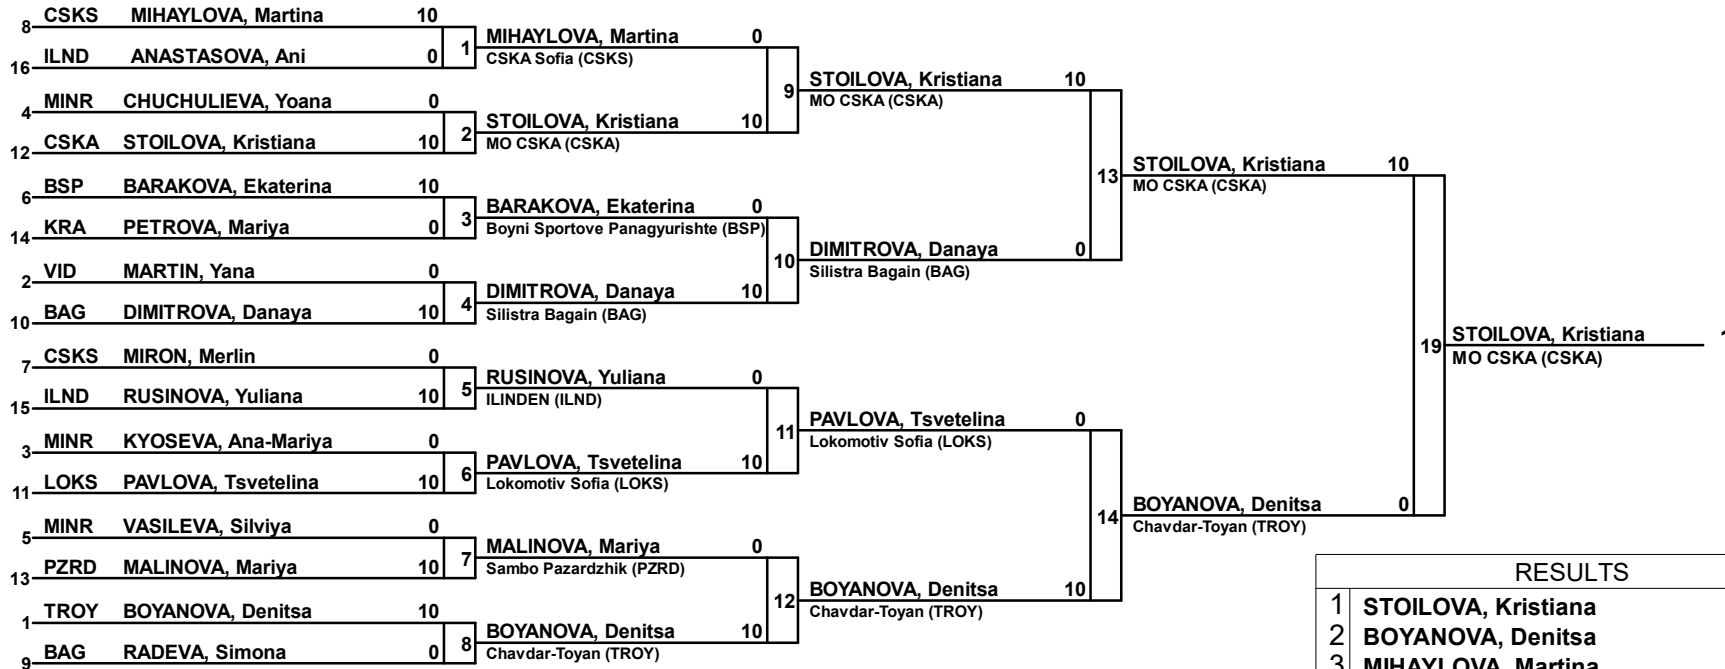 8 CSKS MIHAYLOVA, Martina 10
16 ILND ANASTASOVA, Ani 0
1
4 MINR CHUCHULIEVA, Yoana 0
12 CSKA STOILOVA, Kristiana 10
2
6 BSP BARAKOVA, Ekaterina 10
14 KRA PETROVA, Mariya 0
3
2 VID MARTIN, Yana 0
10 BAG DIMITROVA, Danaya 10
4
7 CSKS MIRON, Merlin 0
15 ILND RUSINOVA, Yuliana 10
5
3 MINR KYOSEVA, Ana-Mariya 0
11 LOKS PAVLOVA, Tsvetelina 10
6
5 MINR VASILEVA, Silviya 0
13 PZRD MALINOVA, Mariya 10
7
1 TROY BOYANOVA, Denitsa 10
9 BAG RADEVA, Simona 0
8
MIHAYLOVA, Martina 0
CSKA Sofia (CSKS)
STOILOVA, Kristiana 10
MO CSKA (CSKA)
9
BARAKOVA, Ekaterina 0
Boyni Sportove Panagyurishte (BSP)
DIMITROVA, Danaya 10
Silistra Bagain (BAG)
10
RUSINOVA, Yuliana 0
ILINDEN (ILND)
PAVLOVA, Tsvetelina 10
Lokomotiv Sofia (LOKS)
11
MALINOVA, Mariya 0
Sambo Pazardzhik (PZRD)
BOYANOVA, Denitsa 10
Chavdar-Toyan (TROY)
12
STOILOVA, Kristiana 10
MO CSKA (CSKA)
DIMITROVA, Danaya 0
Silistra Bagain (BAG)
13
PAVLOVA, Tsvetelina 0
Lokomotiv Sofia (LOKS)
BOYANOVA, Denitsa 10
Chavdar-Toyan (TROY)
14
STOILOVA, Kristiana 10
MO CSKA (CSKA)
BOYANOVA, Denitsa 0
Chavdar-Toyan (TROY)
19
STOILOVA, Kristiana
MO CSKA (CSKA)
RESULTS
1 STOILOVA, Kristiana
2 BOYANOVA, Denitsa
3 MIHAYLOVA, Martina